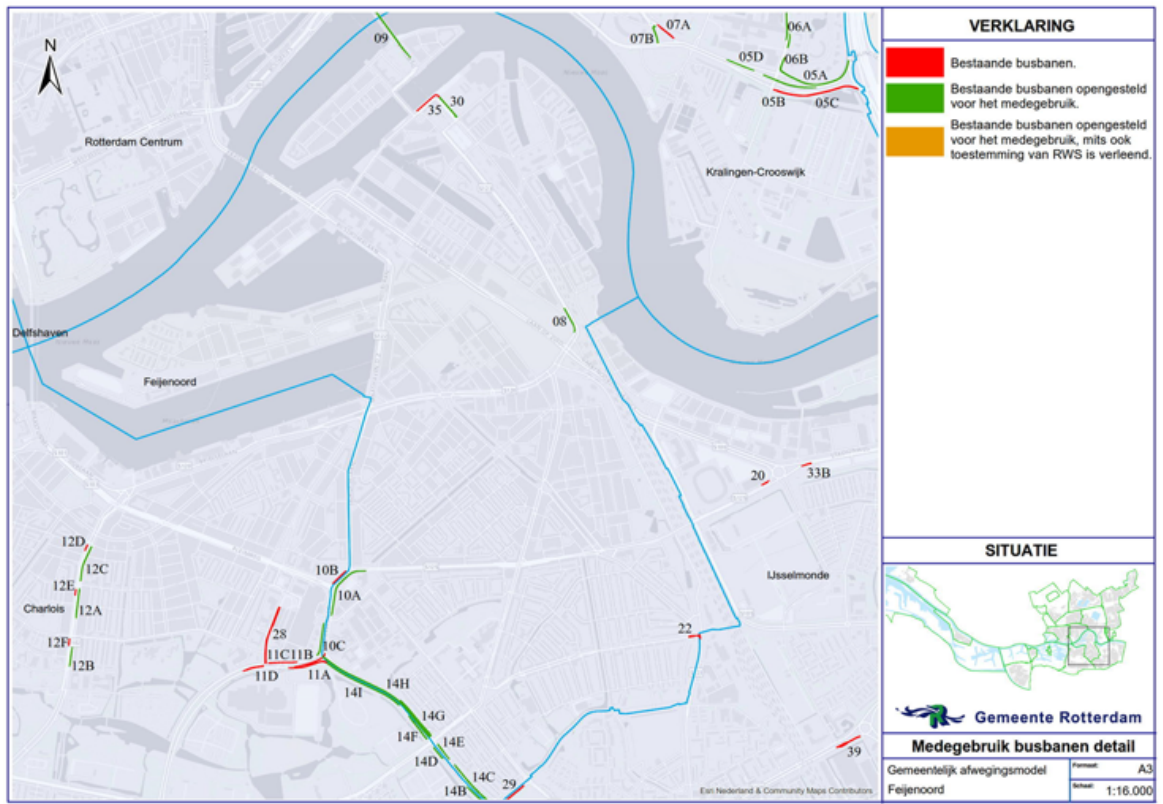 N
09
07A
07B
06A
05D
06B
05A
05B
05C
30
35
Rotterdam Centrum
Kralingen-Crooswijk
08
Delfshaven
Feijenoord
20
33B
12D
12C
12E
12A
Charlois
12F
12B
10B
10A
IJsselmonde
28
10C
11C
11B
22
11D
11A
14I
14H
14G
14F
14E
14D
14C
14B
29
39
Esri Nederland & Community Maps Contributors
VERKLARING
Bestaande busbanen.
Bestaande busbanen opengesteld
voor het medegebruik.
Bestaande busbanen opengesteld
voor het medegebruik, mits ook
toestemming van RWS is verleend.
SITUATIE
Gemeente Rotterdam
Medegebruik busbanen detail
Gemeentelijk afwegingsmodel
Formaat:
A3
Feijenoord
Schaal:
1:16.000